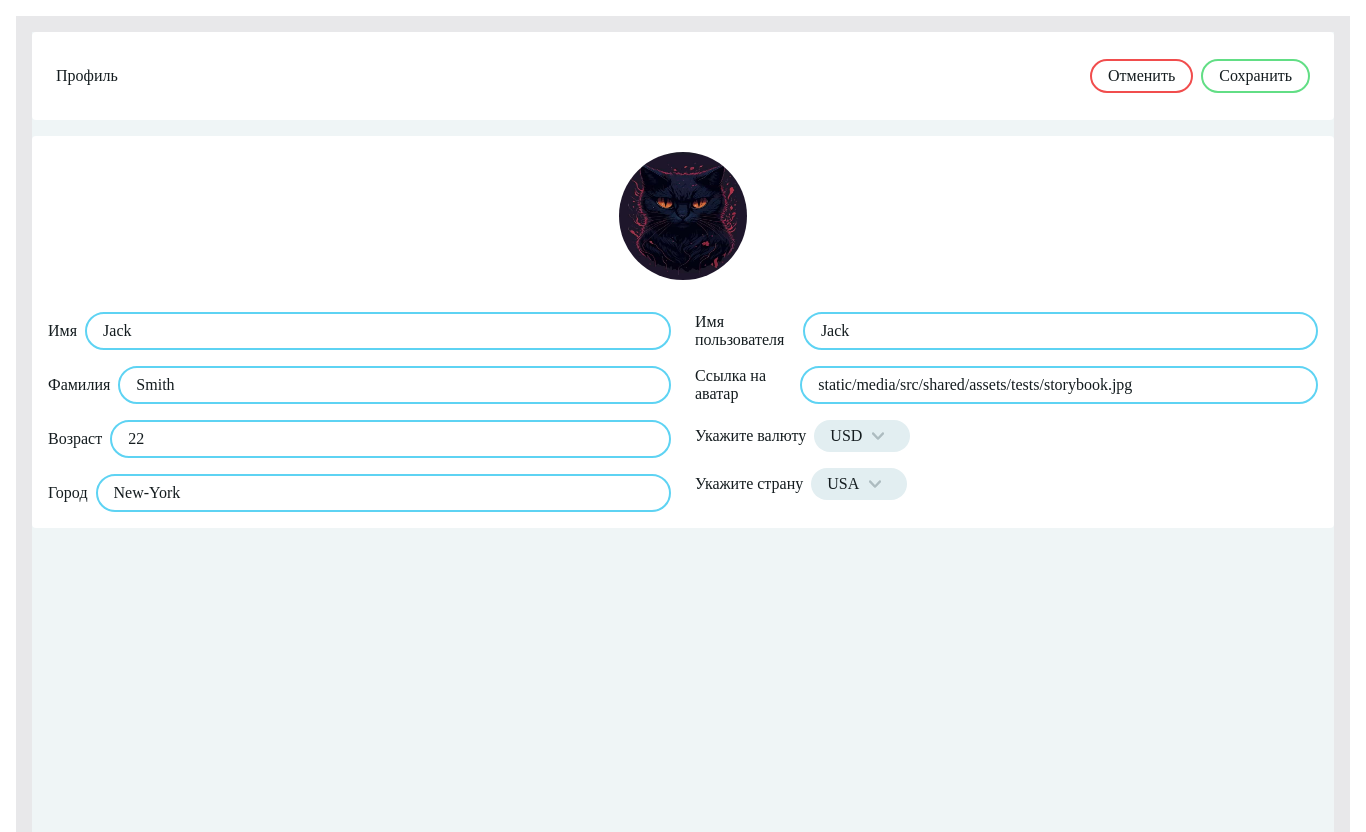 Профиль
Отменить
Сохранить
Имя
Jack
Фамилия
Smith
Возраст
22
Город
New-York
Имя
пользователя
Jack
Ссылка на
аватар
static/media/src/shared/assets/tests/storybook.jpg
Укажите валюту
USD
Укажите страну
USA